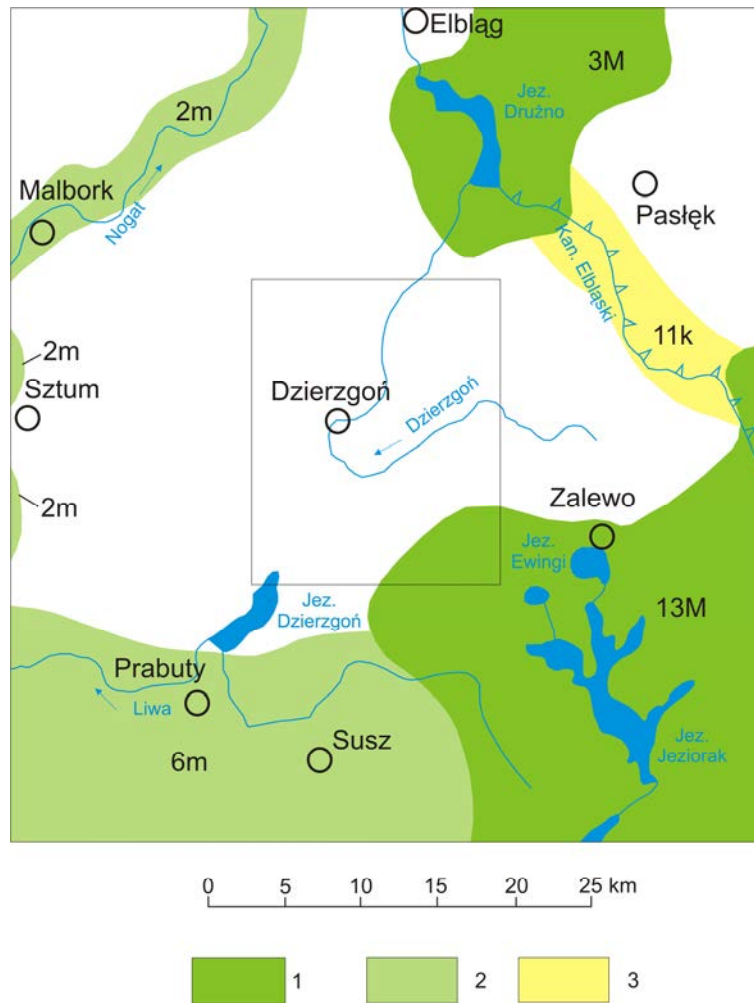 Elbląg
3M
Jez.
Drużno
2m
Malbork
Nogat
Pasłęk
Kan. Elbląski
11k
2m
Sztum
Dzierzgoń
Dzierzgoń
2m
Zalewo
Jez.
Ewingi
Jez.
Dzierzgoń
13M
Prabuty
Liwa
Susz
6m
Jez.
Jeziorak
0 5 10 15 20 25 km
1 2 3